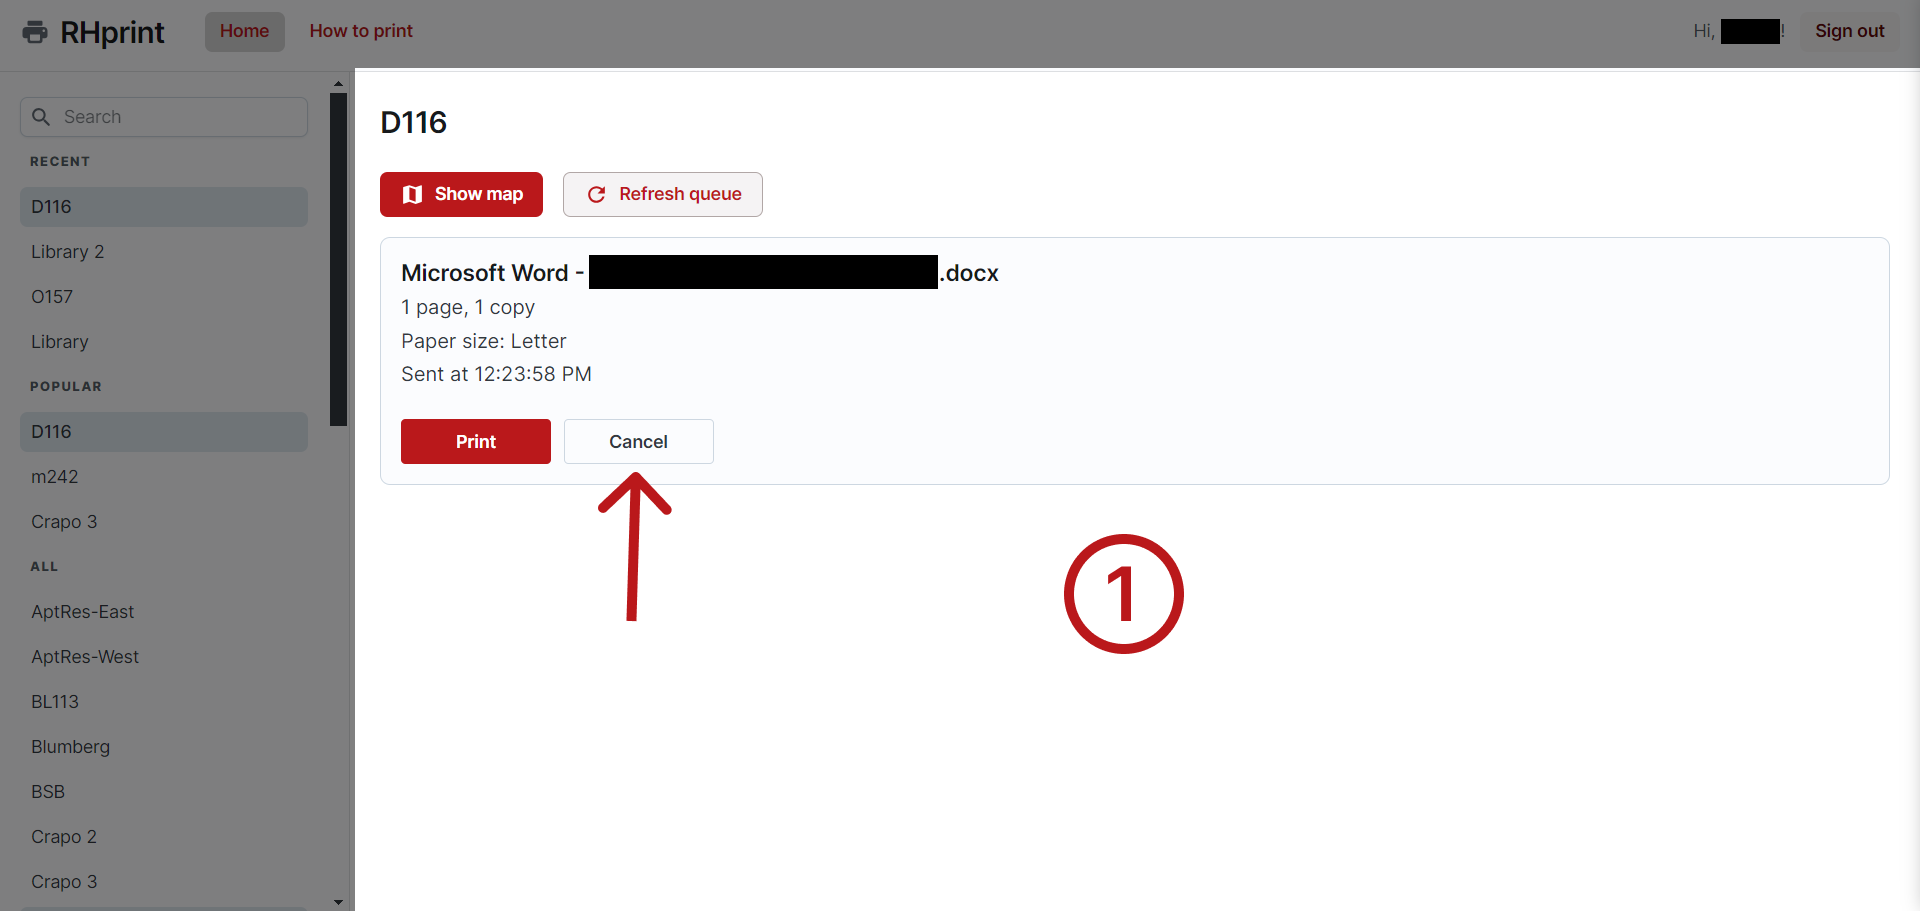 RHprint
Home
How to print
Hi, !
Sign out
Search
RECENT
D116
Library 2
O157
Library
POPULAR
D116
m242
Crapo 3
ALL
AptRes-East
AptRes-West
BL113
Blumberg
BSB
Crapo 2
Crapo 3
D116
Show map
Refresh queue
Microsoft Word - .docx
1 page, 1 copy
Paper size: Letter
Sent at 12:23:58 PM
Print
Cancel
1